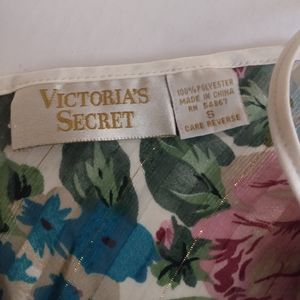 VICTORIA'S
SECRET
100% POLYESTER
MADE IN CHINA
RN 54867
S
CARE REVERSE